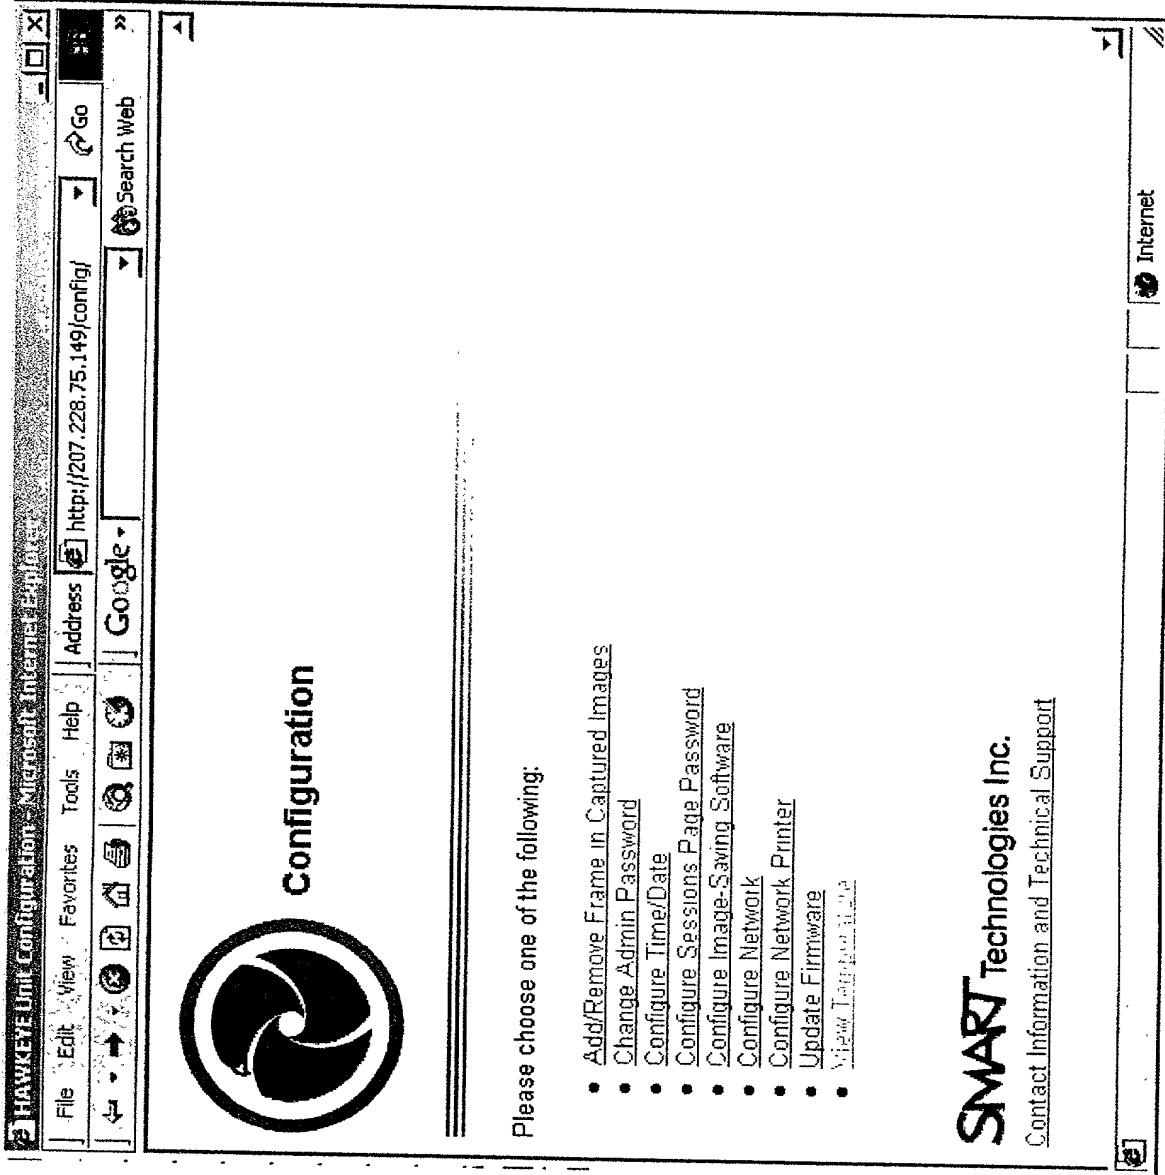 HAWKEYE Unit Configuration - Microsoft Internet Explorer
File Edit View Favorites Tools Help Address http://207.228.75.149/config/ Go
Google Search Web »
Configuration
Please choose one of the following:
• Add/Remove Frame in Captured Images
• Change Admin Password
• Configure Time/Date
• Configure Sessions Page Password
• Configure Image-Saving Software
• Configure Network
• Configure Network Printer
• Update Firmware
• View
SMART Technologies Inc.
Contact Information and Technical Support
Internet